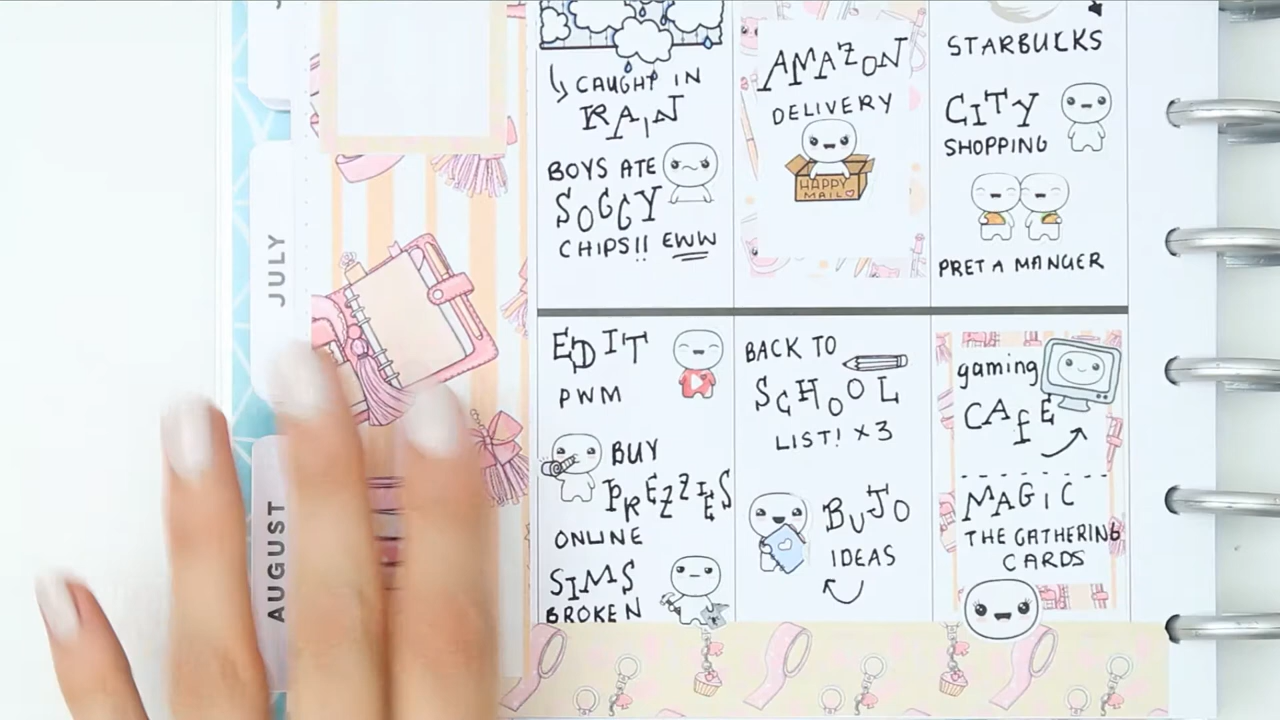 JULY
AUGUST
CAUGHT IN
RAIN
BOYS ATE
SOGGY
CHIPS!! EWW
AMAZON
DELIVERY
HAPPY
MAIL
STARBUCKS
CITY
SHOPPING
PRET A MANGER
EDIT
PWM
BUY
PREZZIES
ONLINE
SIMS
BROKEN
BACK TO
SCHOOL
LIST! X3
BUJO
IDEAS
gaming
CAfE
MAGIC
THE GATHERING
CARDS